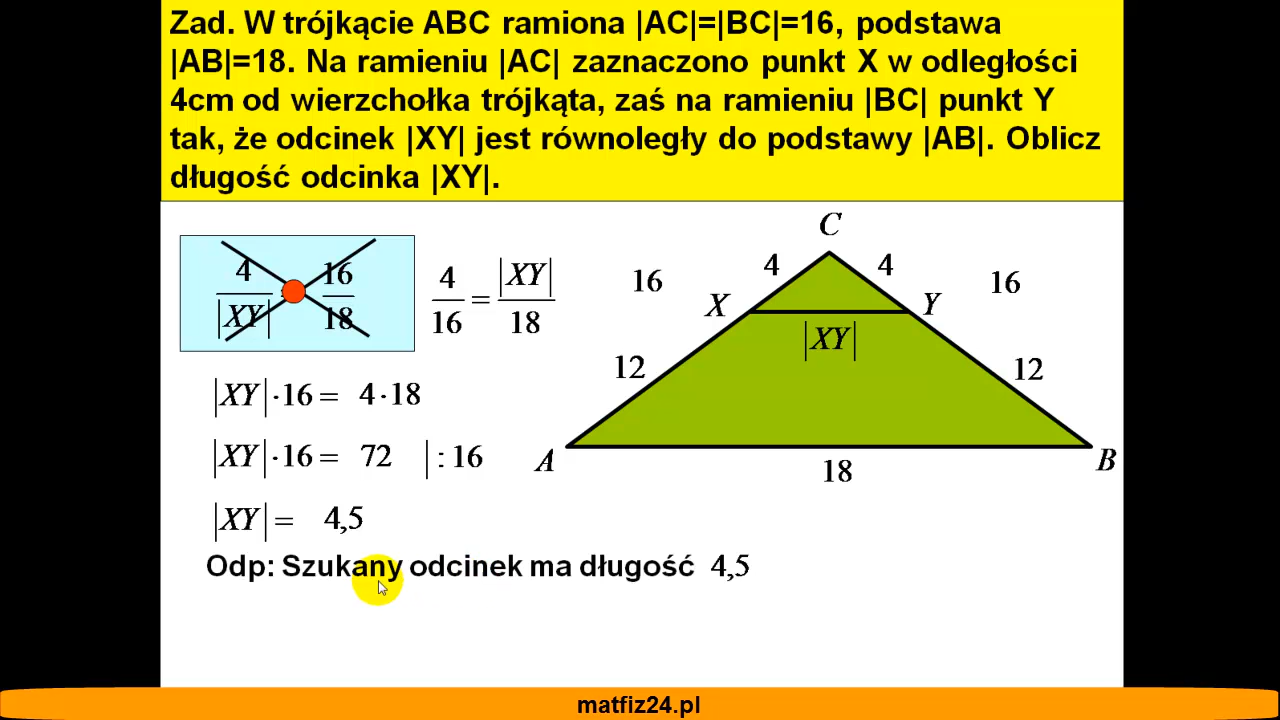 Zad. W trójkącie ABC ramiona |AC|=|BC|=16, podstawa
|AB|=18. Na ramieniu |AC| zaznaczono punkt X w odległości
4cm od wierzchołka trójkąta, zaś na ramieniu |BC| punkt Y
tak, że odcinek |XY| jest równoległy do podstawy |AB|. Oblicz
długość odcinka |XY|.
C
4/|XY| 16/18
4/16 = |XY|/18
16
4
4
16
X
Y
|XY|
12
12
|XY|·16 = 4·18
|XY|·16 = 72 |:16
A
B
18
|XY| = 4,5
Odp: Szukany odcinek ma długość 4,5
matfiz24.pl